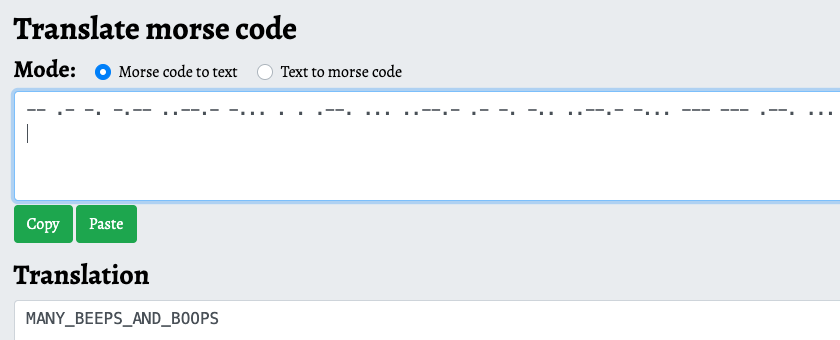 Translate morse code
Mode: Morse code to text Text to morse code
-- .- -. -.-- ..--.- -... . . .--. ... ..--.- .- -. -.. ..--.- -... --- --- .--. ...
Copy Paste
Translation
MANY_BEEPS_AND_BOOPS